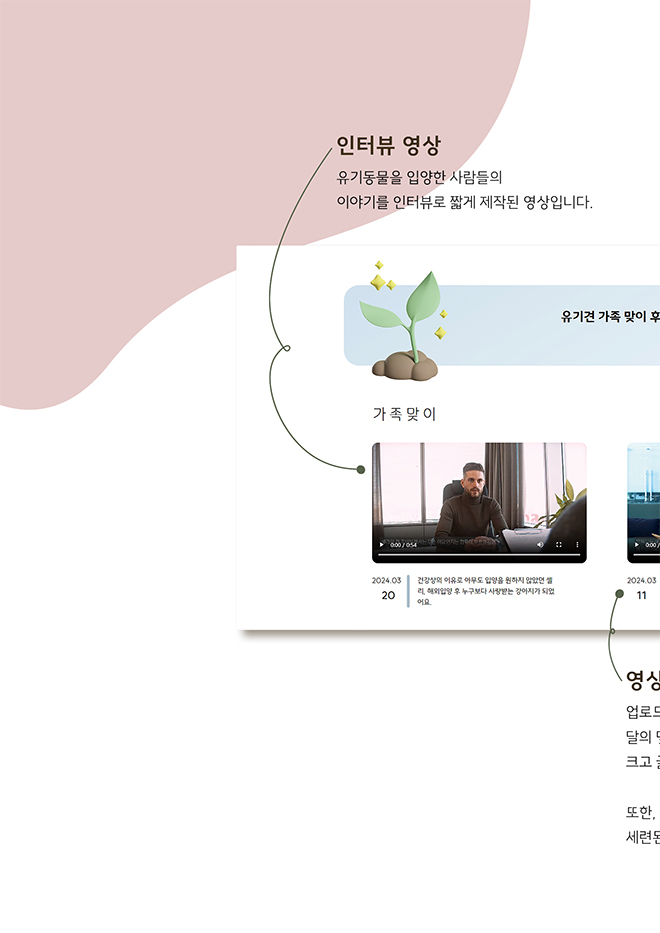 인터뷰 영상
유기동물을 입양한 사람들의
이야기를 인터뷰로 짧게 제작된 영상입니다.
유기견 가족 맞이 후
가족맞이
0:00 / 0:54
0:00 /
2024.03
20
건강상의 이유로 아무도 입양을 원하지 않았던 셀
리, 해외입양 후 누구보다 사랑받는 강아지가 되었
어요.
2024.03
11
영상
업로드
달의
크고
또한,
세련된